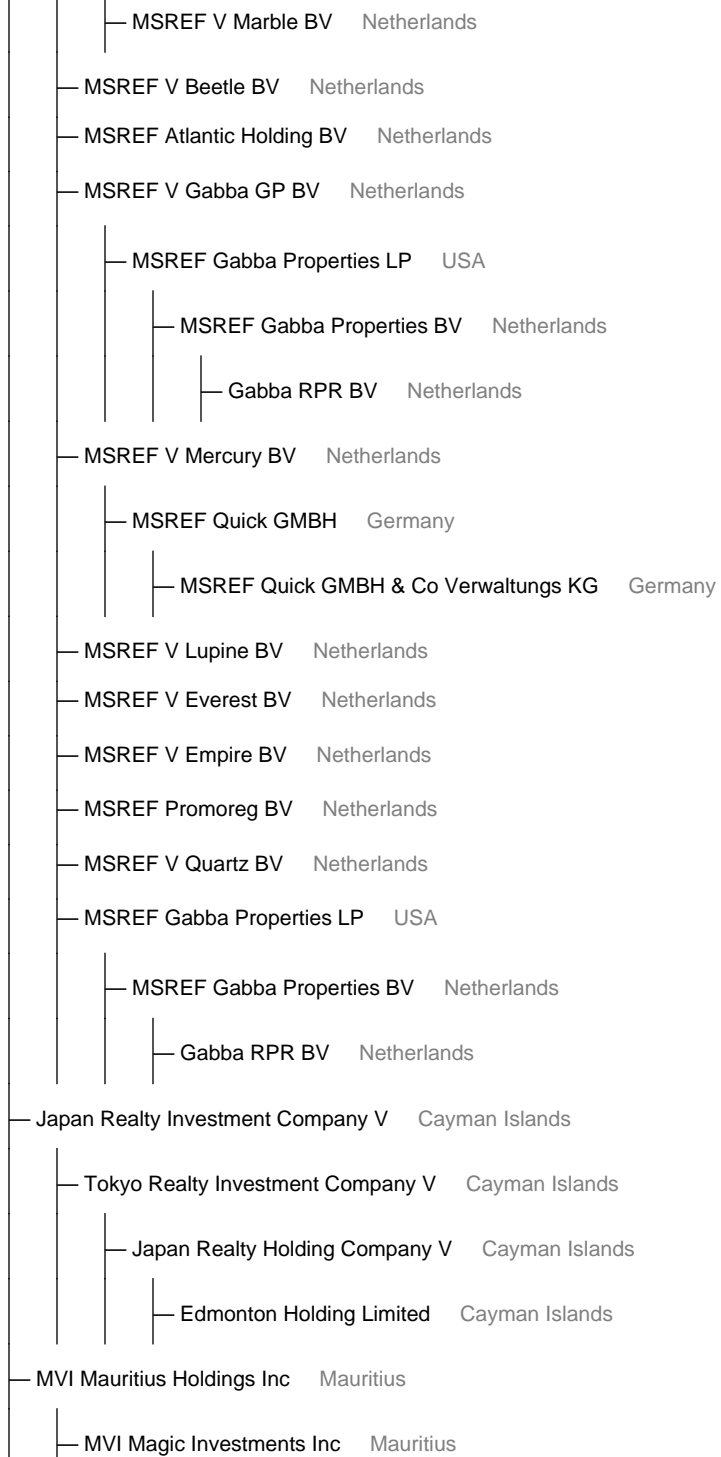 MSREF V Marble BV Netherlands
MSREF V Beetle BV Netherlands
MSREF Atlantic Holding BV Netherlands
MSREF V Gabba GP BV Netherlands
MSREF Gabba Properties LP USA
MSREF Gabba Properties BV Netherlands
Gabba RPR BV Netherlands
MSREF V Mercury BV Netherlands
MSREF Quick GMBH Germany
MSREF Quick GMBH & Co Verwaltungs KG Germany
MSREF V Lupine BV Netherlands
MSREF V Everest BV Netherlands
MSREF V Empire BV Netherlands
MSREF Promoreg BV Netherlands
MSREF V Quartz BV Netherlands
MSREF Gabba Properties LP USA
MSREF Gabba Properties BV Netherlands
Gabba RPR BV Netherlands
Japan Realty Investment Company V Cayman Islands
Tokyo Realty Investment Company V Cayman Islands
Japan Realty Holding Company V Cayman Islands
Edmonton Holding Limited Cayman Islands
MVI Mauritius Holdings Inc Mauritius
MVI Magic Investments Inc Mauritius